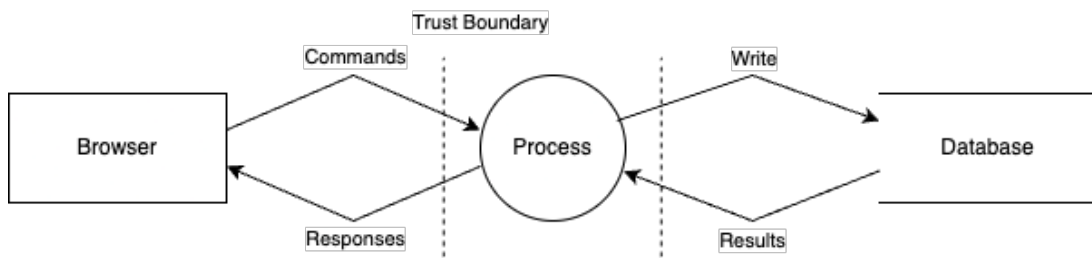 Trust Boundary
Commands
Write
Browser
Process
Database
Responses
Results